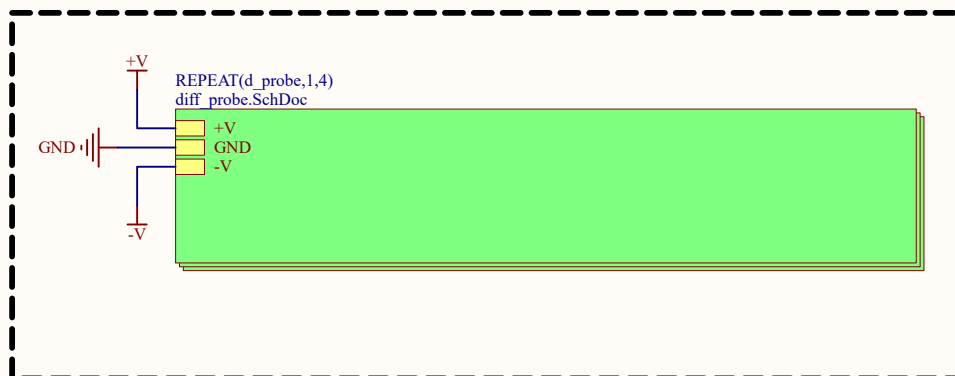 +V
REPEAT(d_probe,1,4)
diff_probe.SchDoc
+V
GND
GND
-V
-V